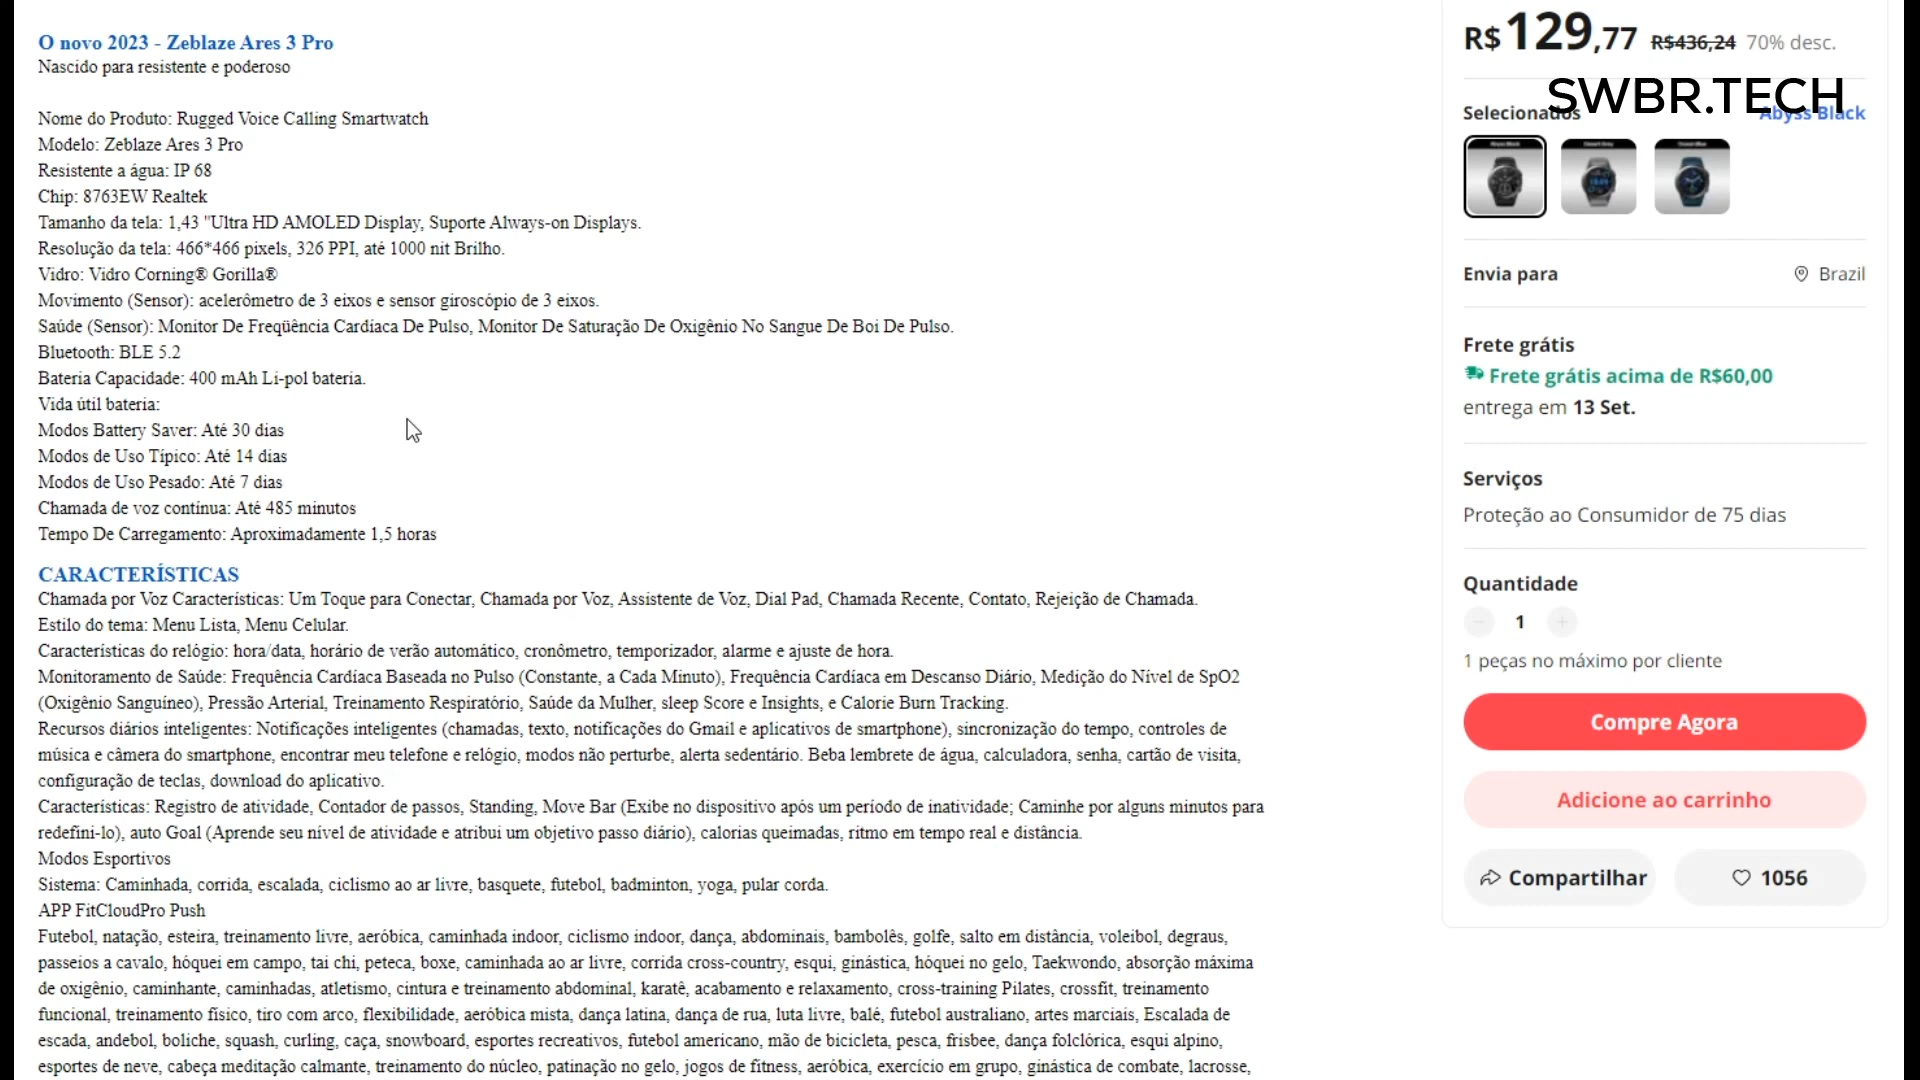 O novo 2023 - Zeblaze Ares 3 Pro
Nascido para resistente e poderoso
Nome do Produto: Rugged Voice Calling Smartwatch
Modelo: Zeblaze Ares 3 Pro
Resistente a água: IP 68
Chip: 8763EW Realtek
Tamanho da tela: 1,43 "Ultra HD AMOLED Display, Suporte Always-on Displays.
Resolução da tela: 466*466 pixels, 326 PPI, até 1000 nit Brilho.
Vidro: Vidro Corning® Gorilla®
Movimento (Sensor): acelerômetro de 3 eixos e sensor giroscópio de 3 eixos.
Saúde (Sensor): Monitor De Freqüência Cardíaca De Pulso, Monitor De Saturação De Oxigênio No Sangue De Boi De Pulso.
Bluetooth: BLE 5.2
Bateria Capacidade: 400 mAh Li-pol bateria.
Vida útil bateria:
Modos Battery Saver: Até 30 dias
Modos de Uso Típico: Até 14 dias
Modos de Uso Pesado: Até 7 dias
Chamada de voz contínua: Até 485 minutos
Tempo De Carregamento: Aproximadamente 1,5 horas
CARACTERÍSTICAS
Chamada por Voz Características: Um Toque para Conectar, Chamada por Voz, Assistente de Voz, Dial Pad, Chamada Recente, Contato, Rejeição de Chamada.
Estilo do tema: Menu Lista, Menu Celular.
Características do relógio: hora/data, horário de verão automático, cronômetro, temporizador, alarme e ajuste de hora.
Monitoramento de Saúde: Frequência Cardíaca Baseada no Pulso (Constante, a Cada Minuto), Frequência Cardíaca em Descanso Diário, Medição do Nível de SpO2
(Oxigênio Sanguíneo), Pressão Arterial, Treinamento Respiratório, Saúde da Mulher, sleep Score e Insights, e Calorie Burn Tracking.
Recursos diários inteligentes: Notificações inteligentes (chamadas, texto, notificações do Gmail e aplicativos de smartphone), sincronização do tempo, controles de
música e câmera do smartphone, encontrar meu telefone e relógio, modos não perturbe, alerta sedentário. Beba lembrete de água, calculadora, senha, cartão de visita,
configuração de teclas, download do aplicativo.
Características: Registro de atividade, Contador de passos, Standing, Move Bar (Exibe no dispositivo após um período de inatividade; Caminhe por alguns minutos para
redefini-lo), auto Goal (Aprende seu nível de atividade e atribui um objetivo passo diário), calorias queimadas, ritmo em tempo real e distância.
Modos Esportivos
Sistema: Caminhada, corrida, escalada, ciclismo ao ar livre, basquete, futebol, badminton, yoga, pular corda.
APP FitCloudPro Push
Futebol, natação, esteira, treinamento livre, aeróbica, caminhada indoor, ciclismo indoor, dança, abdominais, bambolês, golfe, salto em distância, voleibol, degraus,
passeios a cavalo, hóquei em campo, tai chi, peteca, boxe, caminhada ao ar livre, corrida cross-country, esqui, ginástica, hóquei no gelo, Taekwondo, absorção máxima
de oxigênio, caminhante, caminhadas, atletismo, cintura e treinamento abdominal, karatê, acabamento e relaxamento, cross-training Pilates, crossfit, treinamento
funcional, treinamento físico, tiro com arco, flexibilidade, aeróbica mista, dança latina, dança de rua, luta livre, balé, futebol australiano, artes marciais, Escalada de
escada, andebol, boliche, squash, curling, caça, snowboard, esportes recreativos, futebol americano, mão de bicicleta, pesca, frisbee, dança folclórica, esqui alpino,
esportes de neve, cabeça meditação calmante, treinamento do núcleo, patinação no gelo, jogos de fitness, aeróbica, exercício em grupo, ginástica de combate, lacrosse,
R$129,77 R$436,24 70% desc.
SWBR.TECH
Selecionados Abyss Black
Envia para Brazil
Frete grátis
Frete grátis acima de R$60,00
entrega em 13 Set.
Serviços
Proteção ao Consumidor de 75 dias
Quantidade
- 1 +
1 peças no máximo por cliente
Compre Agora
Adicione ao carrinho
Compartilhar 1056